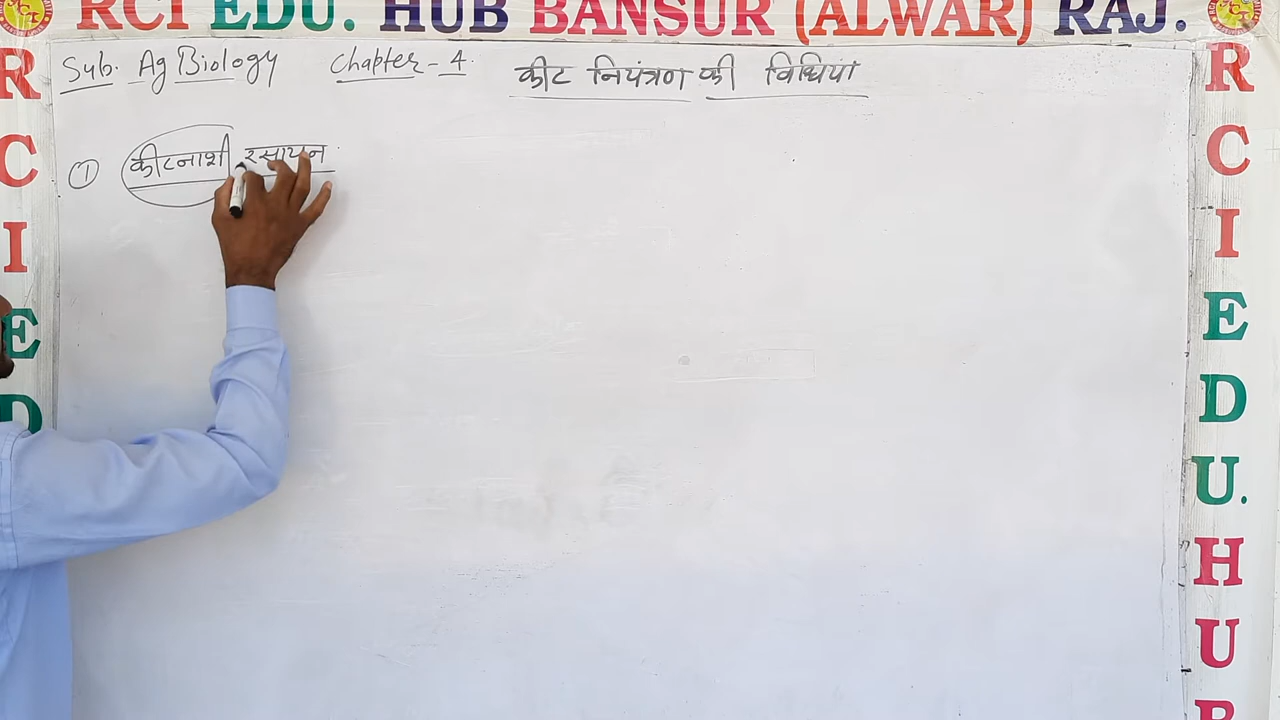 RCI EDU. HUB BANSUR (ALWAR) RAJ.
Sub. Ag Biology Chapter - 4. कीट नियंत्रण की विधियां
① कीटनाशी रसायन
R
C
I
E
D
R
C
I
E
D
U.
H
U
B